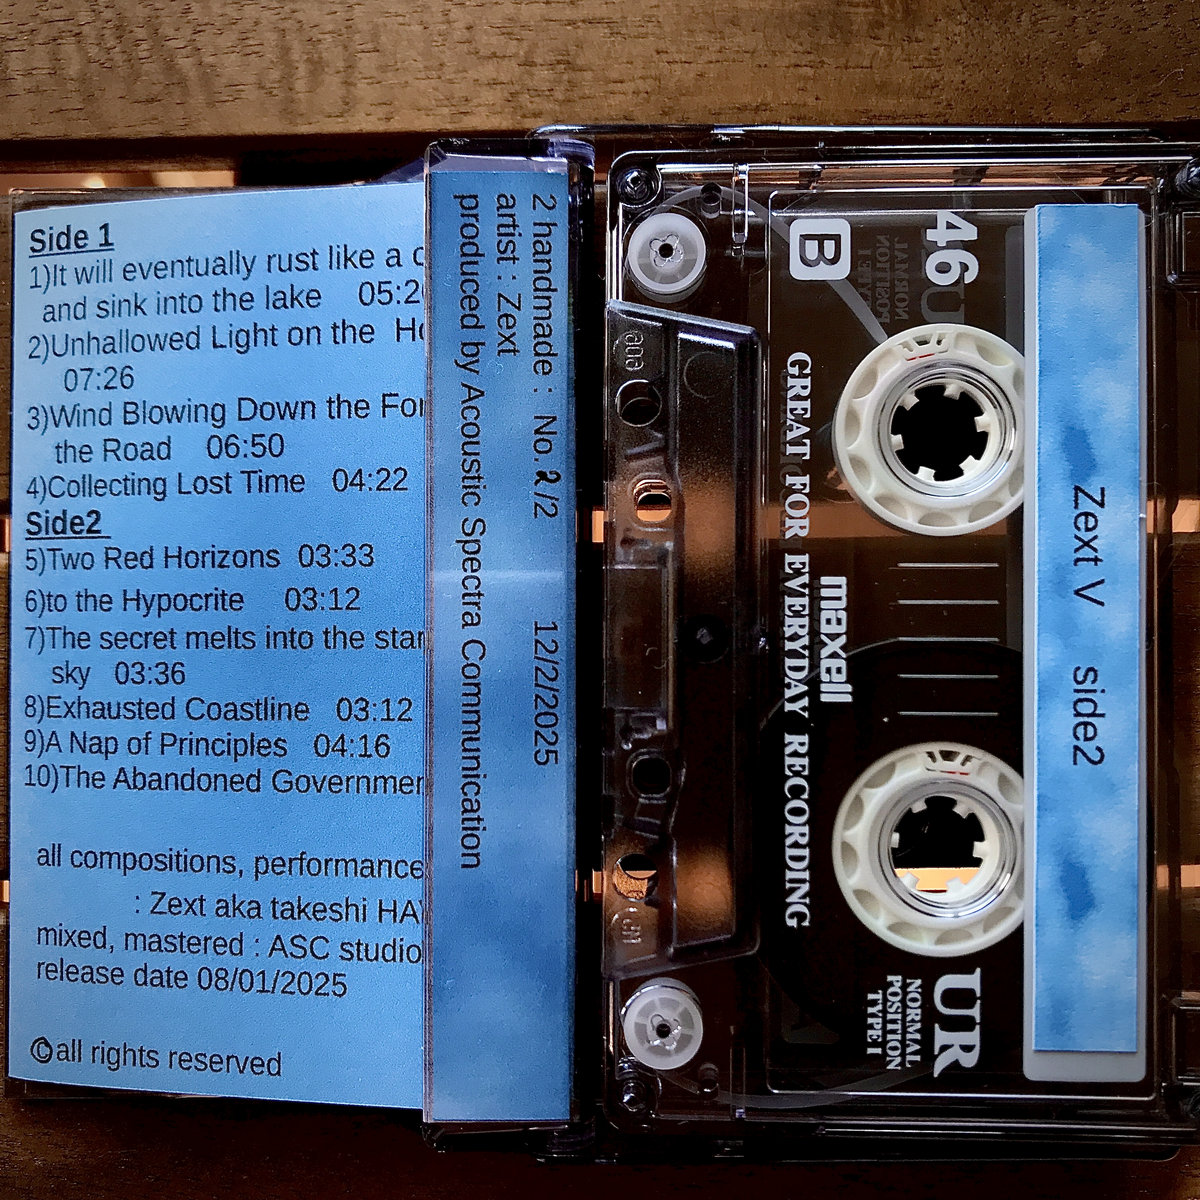 Side 1
1)It will eventually rust like a
and sink into the lake 05:2
2)Unhallowed Light on the
07:26
3)Wind Blowing Down the
the Road 06:50
4)Collecting Lost Time 04:22
Side2
5)Two Red Horizons 03:33
6)to the Hypocrite 03:12
7)The secret melts into the
sky 03:36
8)Exhausted Coastline 03:12
9)A Nap of Principles 04:16
10)The Abandoned
all compositions, performance
: Zext aka takeshi
mixed, mastered : ASC studio
release date 08/01/2025
©all rights reserved
2 handmade : No.2/2 12/2/2025
artist : Zext
produced by Acoustic Spectra Communication
B
46
GREAT FOR EVERYDAY RECORDING
maxell
UR
NORMAL
POSITION
TYPE I
Zext V side2